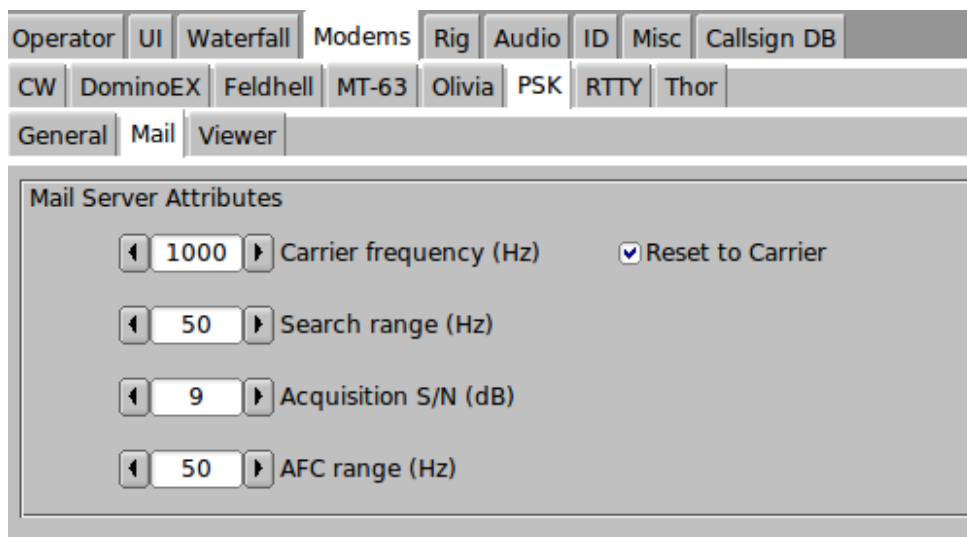 Operator UI Waterfall Modems Rig Audio ID Misc Callsign DB
CW DominoEX Feldhell MT-63 Olivia PSK RTTY Thor
General Mail Viewer
Mail Server Attributes
1000 Carrier frequency (Hz) Reset to Carrier
50 Search range (Hz)
9 Acquisition S/N (dB)
50 AFC range (Hz)